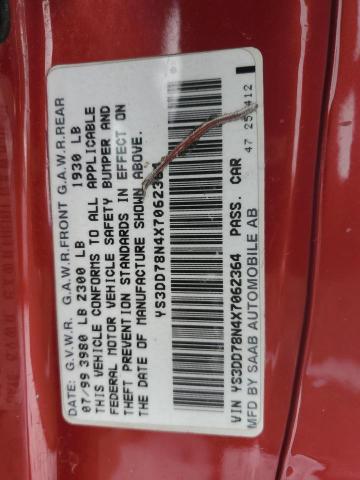 DATE: G.V.W.R. G.A.W.R.FRONT G.A.W.R.REAR
07/99 3980 LB 2300 LB 1930 LB
THIS VEHICLE CONFORMS TO ALL APPLICABLE
FEDERAL MOTOR VEHICLE SAFETY BUMPER AND
THEFT PREVENTION STANDARDS IN EFFECT ON
THE DATE OF MANUFACTURE SHOWN ABOVE.
YS3DD78N4X7062364
VIN YS3DD78N4X7062364 PASS. CAR
MFD BY SAAB AUTOMOBILE AB 47